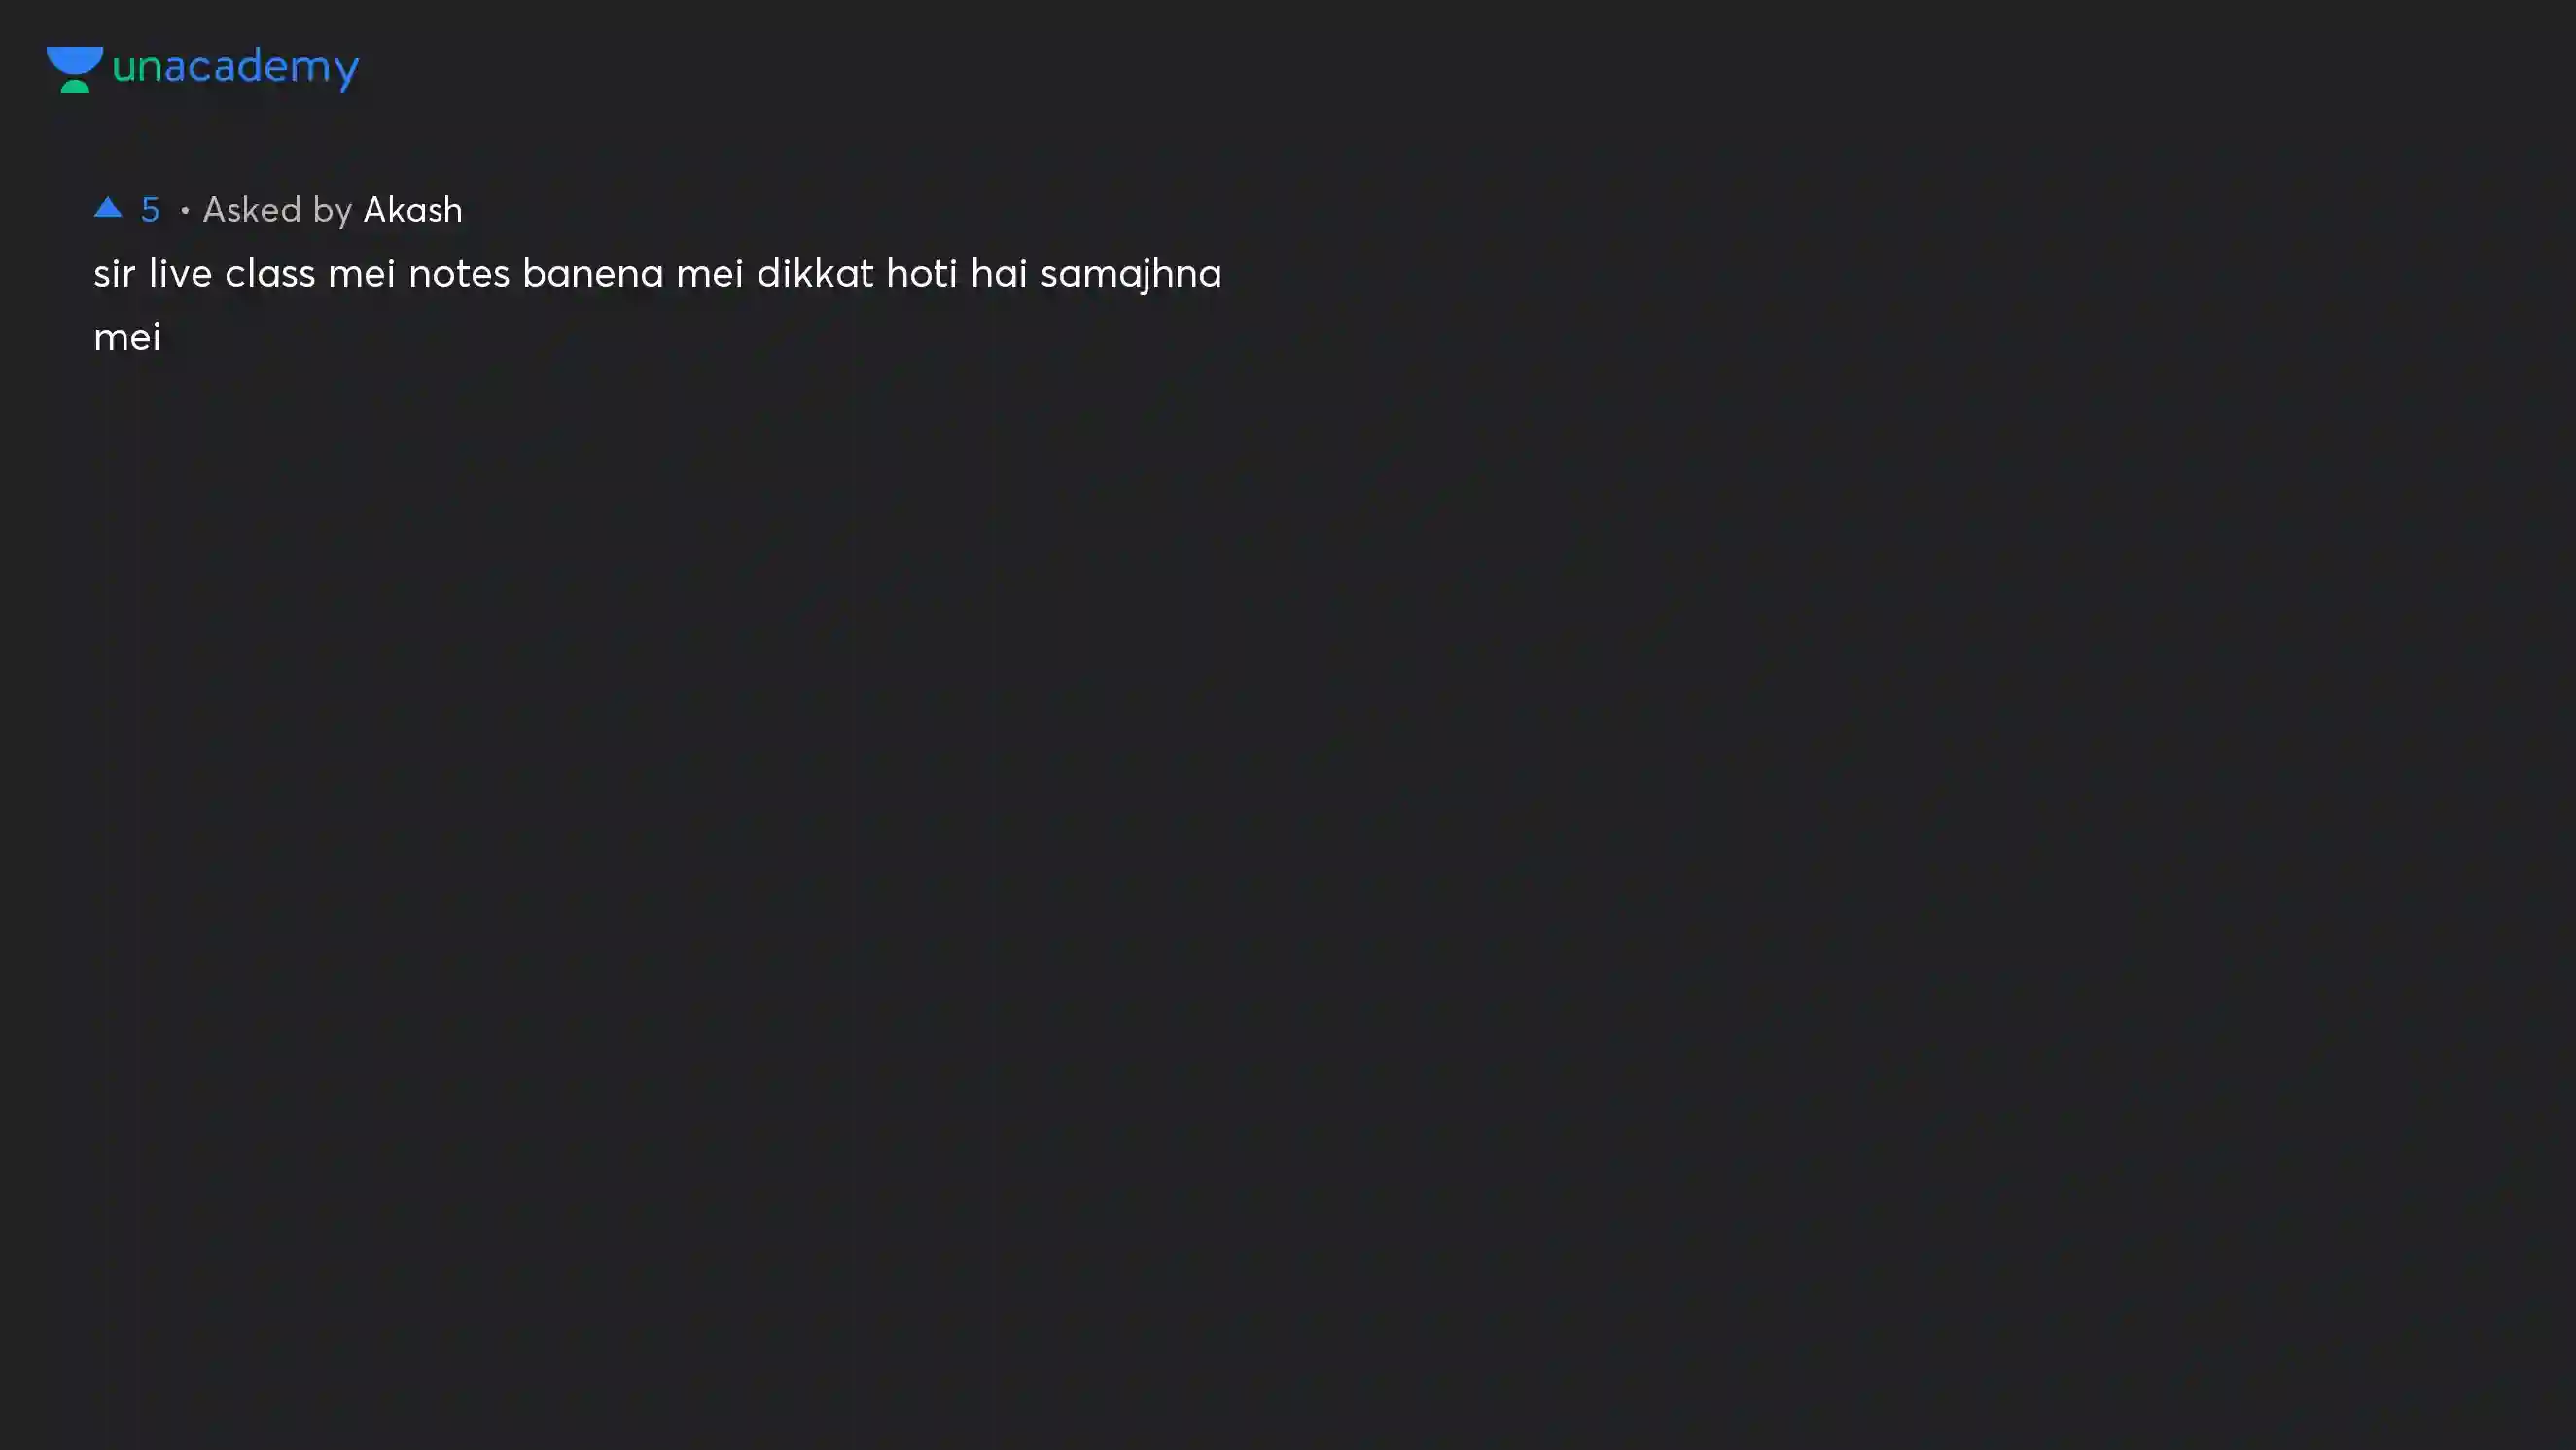 unacademy
▲ 5 • Asked by Akash
sir live class mei notes banena mei dikkat hoti hai samajhna
mei